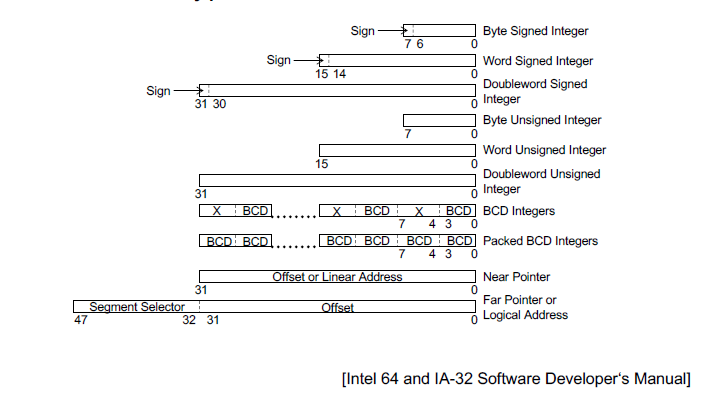 Sign
Byte Signed Integer
7 6 0
Sign
Word Signed Integer
15 14 0
Sign
Doubleword Signed
Integer
31 30 0
Byte Unsigned Integer
7 0
Word Unsigned Integer
15 0
Doubleword Unsigned
Integer
31 0
X BCD X BCD X BCD BCD Integers
7 4 3 0
BCD BCD BCD BCD BCD BCD Packed BCD Integers
7 4 3 0
Offset or Linear Address Near Pointer
31 0
Segment Selector Offset
Far Pointer or
Logical Address
47 32 31 0
[Intel 64 and IA-32 Software Developer‘s Manual]